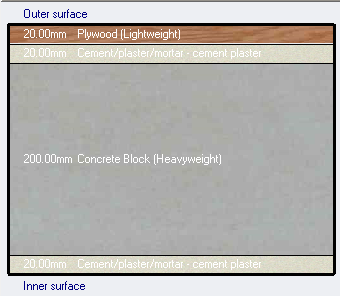 Outer surface
20.00mm Plywood (Lightweight)
20.00mm Cement/plaster/mortar - cement plaster
200.00mm Concrete Block (Heavyweight)
20.00mm Cement/plaster/mortar - cement plaster
Inner surface